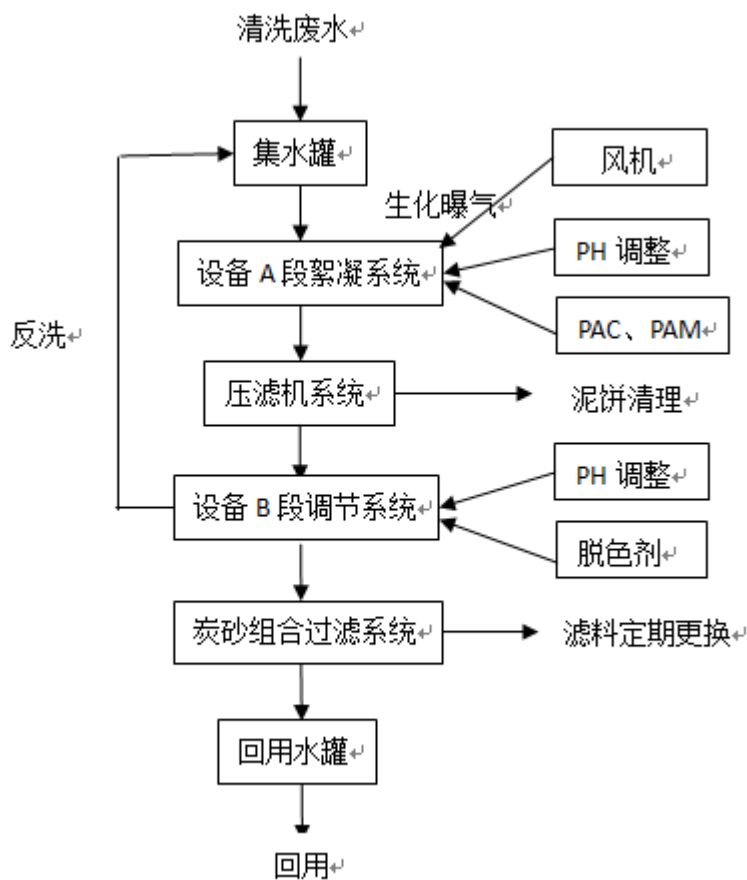 清洗废水
集水罐
风机
生化曝气
设备 A 段絮凝系统
PH 调整
PAC、PAM
反洗
压滤机系统
泥饼清理
设备 B 段调节系统
PH 调整
脱色剂
炭砂组合过滤系统
滤料定期更换
回用水罐
回用